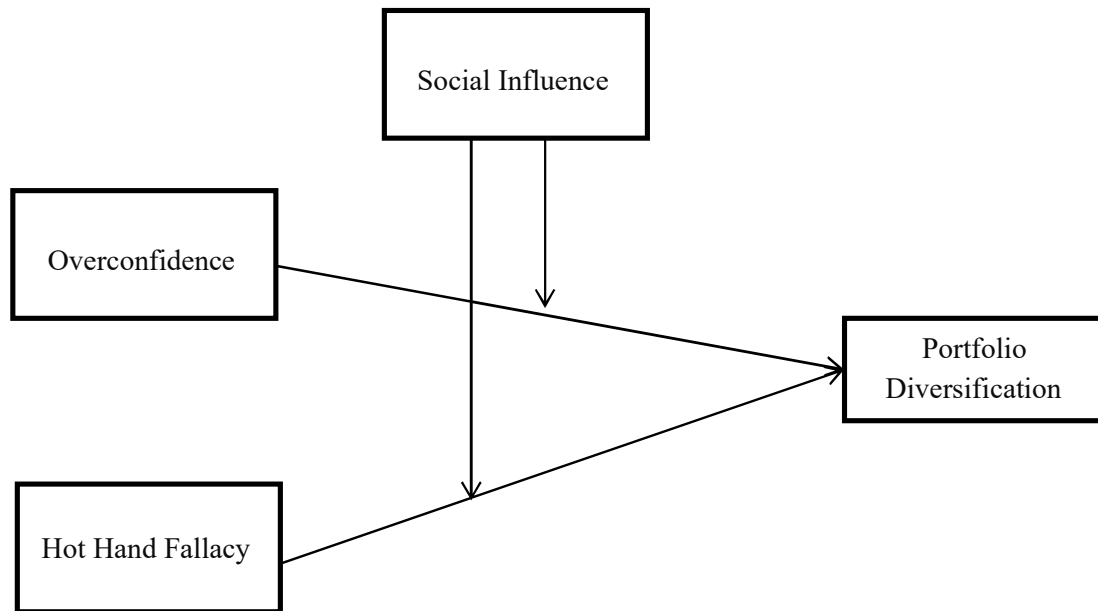 Social Influence
Overconfidence
Portfolio
Diversification
Hot Hand Fallacy